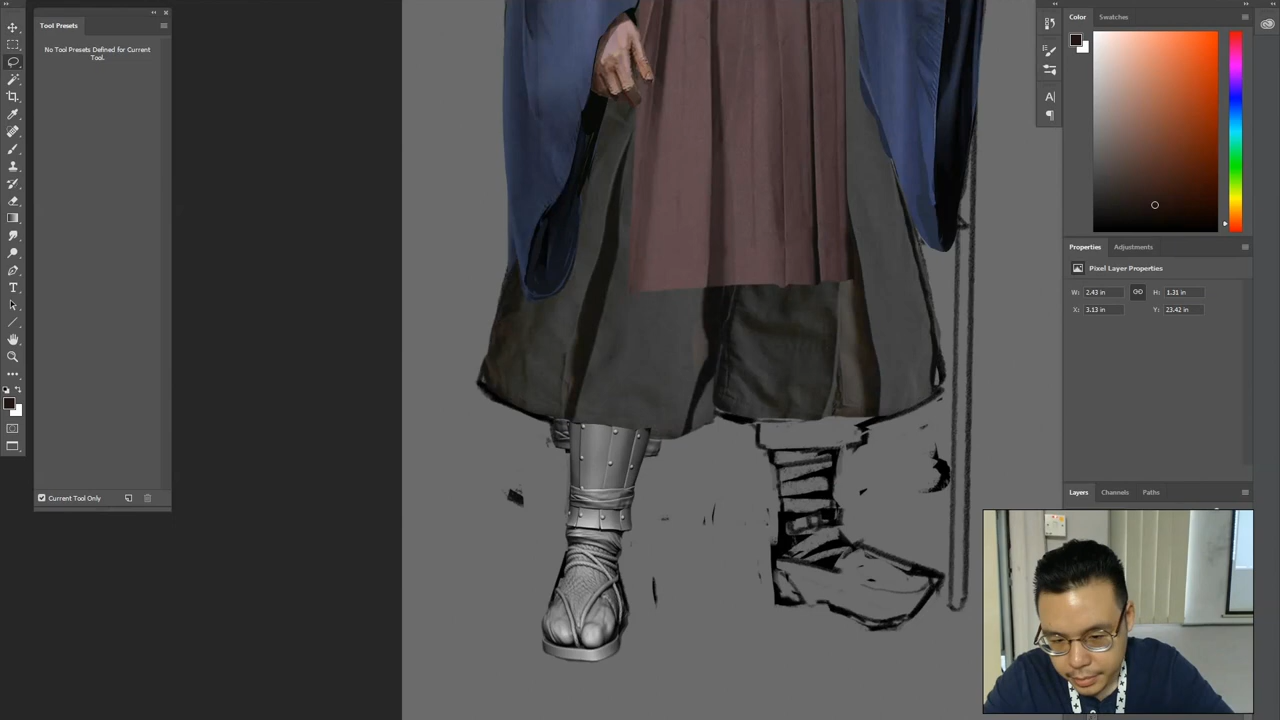 Tool Presets
No Tool Presets Defined for Current
Tool.
Current Tool Only
Color
Swatches
Properties
Adjustments
Pixel Layer Properties
W: 2.43 in
H: 1.31 in
X: 3.13 in
Y: 23.42 in
Layers
Channels
Paths